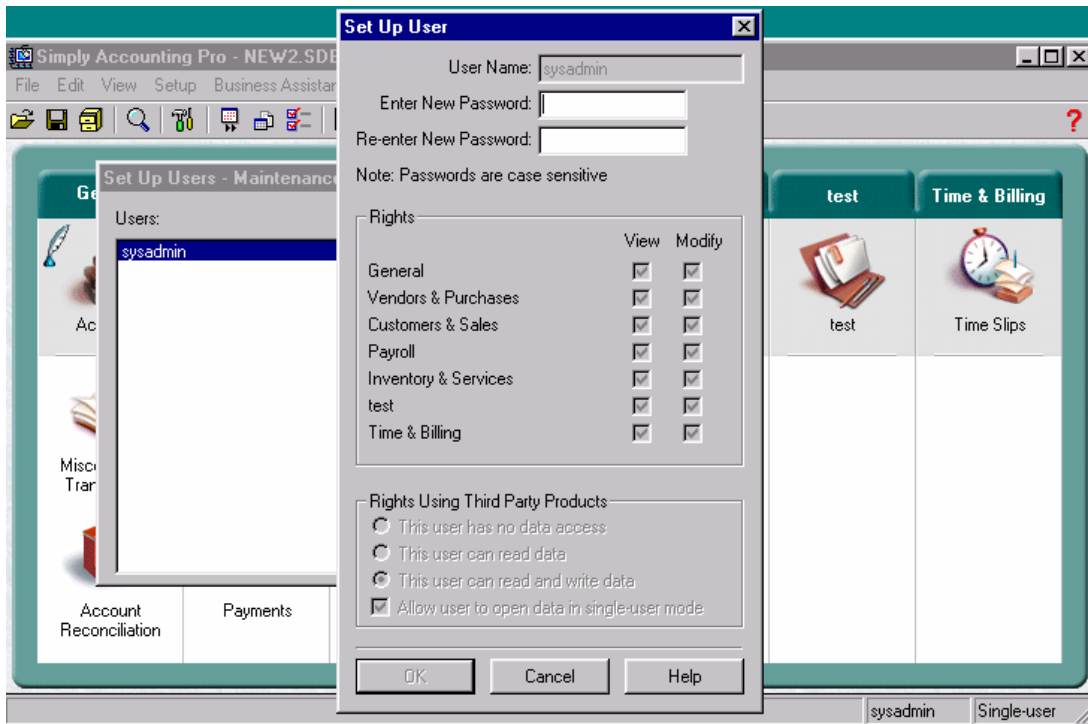 Set Up User
Simply Accounting Pro - NEW2.SDB
File Edit View Setup Business Assistan
User Name: sysadmin
Enter New Password:
Re-enter New Password:
Note: Passwords are case sensitive
?
Set Up Users - Maintenance
Users:
sysadmin
Ge
test
Time & Billing
Rights
View Modify
General
Vendors & Purchases
Customers & Sales
Payroll
Inventory & Services
test
Time & Billing
Ac
test
Time Slips
Misc
Tran
Rights Using Third Party Products
This user has no data access
This user can read data
This user can read and write data
Allow user to open data in single-user mode
Account
Reconciliation
Payments
OK
Cancel
Help
sysadmin
Single-user